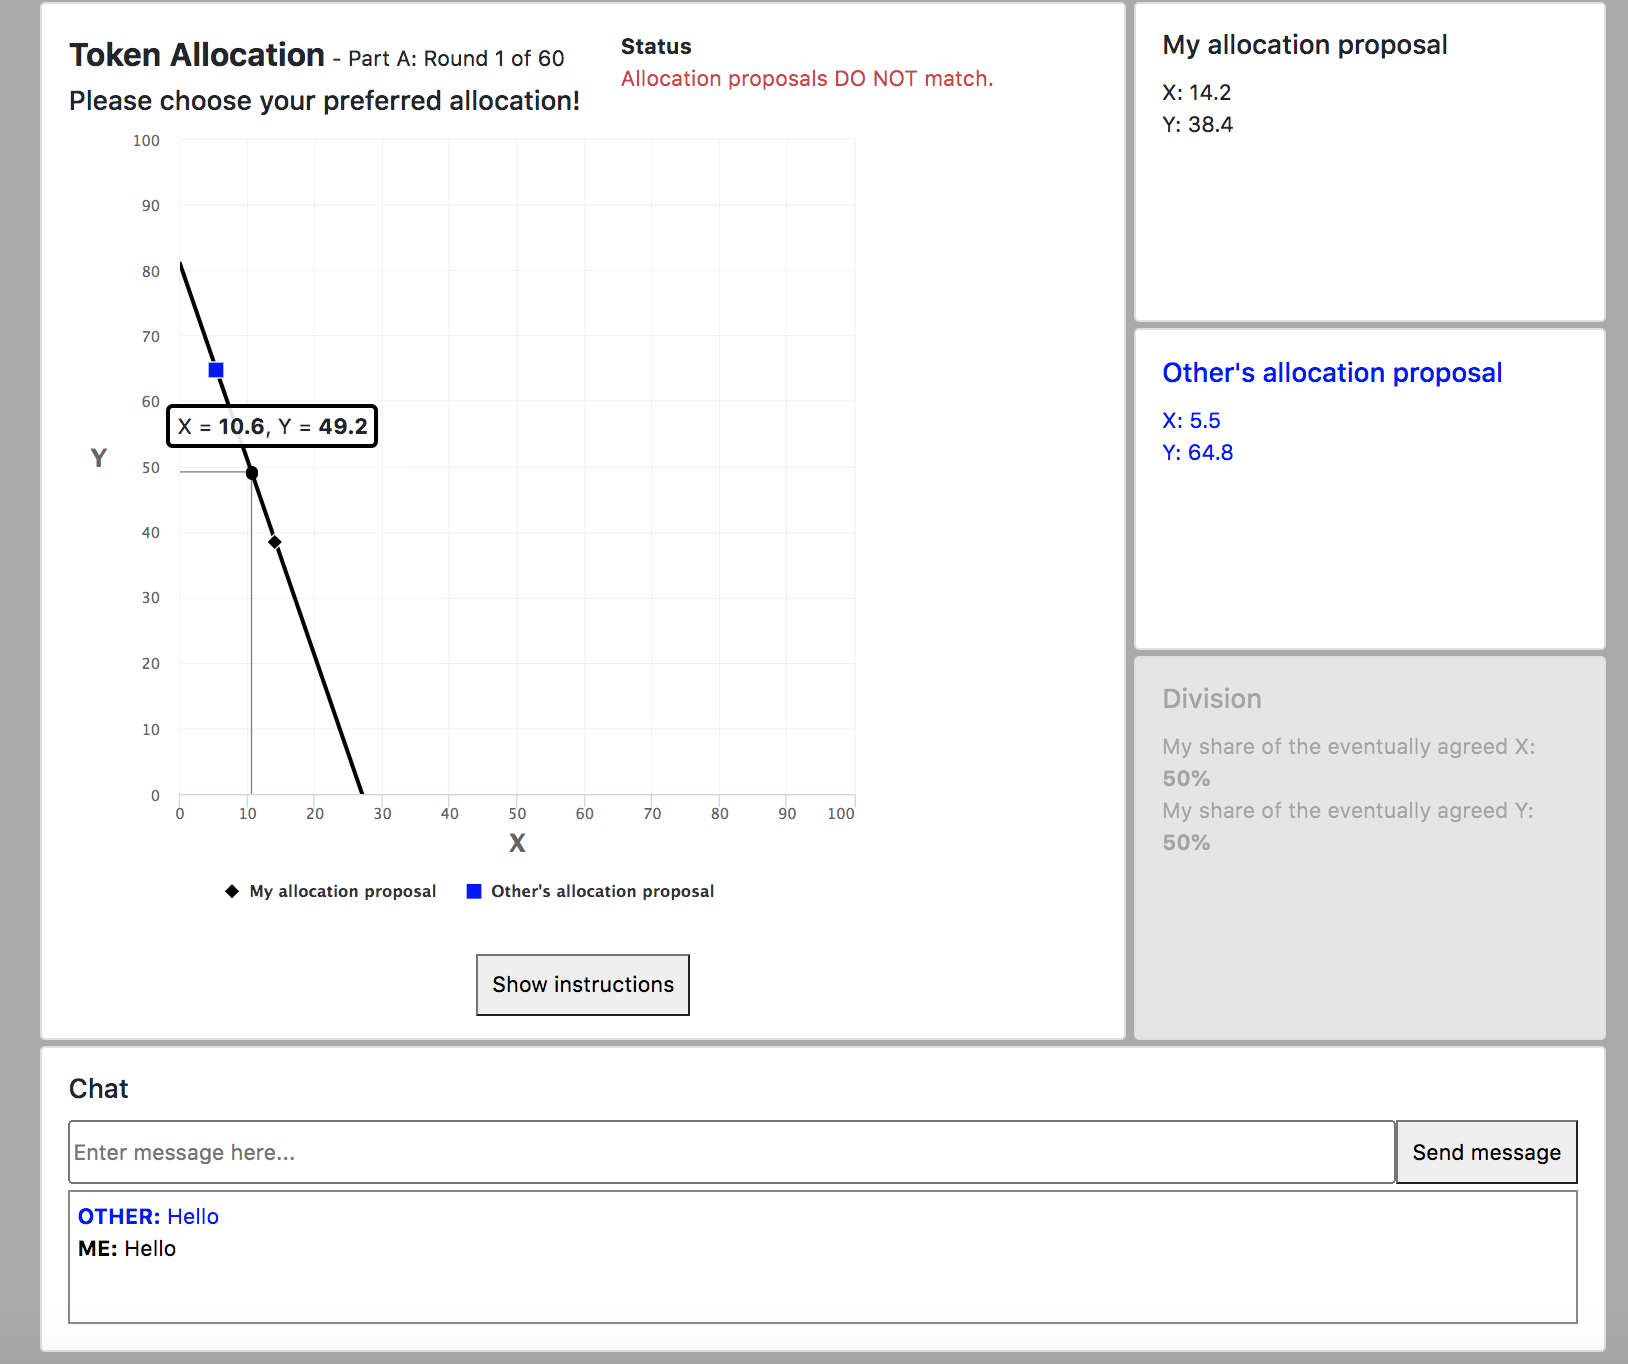 Token Allocation - Part A: Round 1 of 60
Please choose your preferred allocation!
Status
Allocation proposals DO NOT match.
100
90
80
70
60
50
40
30
20
10
0
Y
X = 10.6, Y = 49.2
0 10 20 30 40 50 60 70 80 90 100
X
My allocation proposal
Other's allocation proposal
Show instructions
My allocation proposal
X: 14.2
Y: 38.4
Other's allocation proposal
X: 5.5
Y: 64.8
Division
My share of the eventually agreed X:
50%
My share of the eventually agreed Y:
50%
Chat
Enter message here...
Send message
OTHER: Hello
ME: Hello